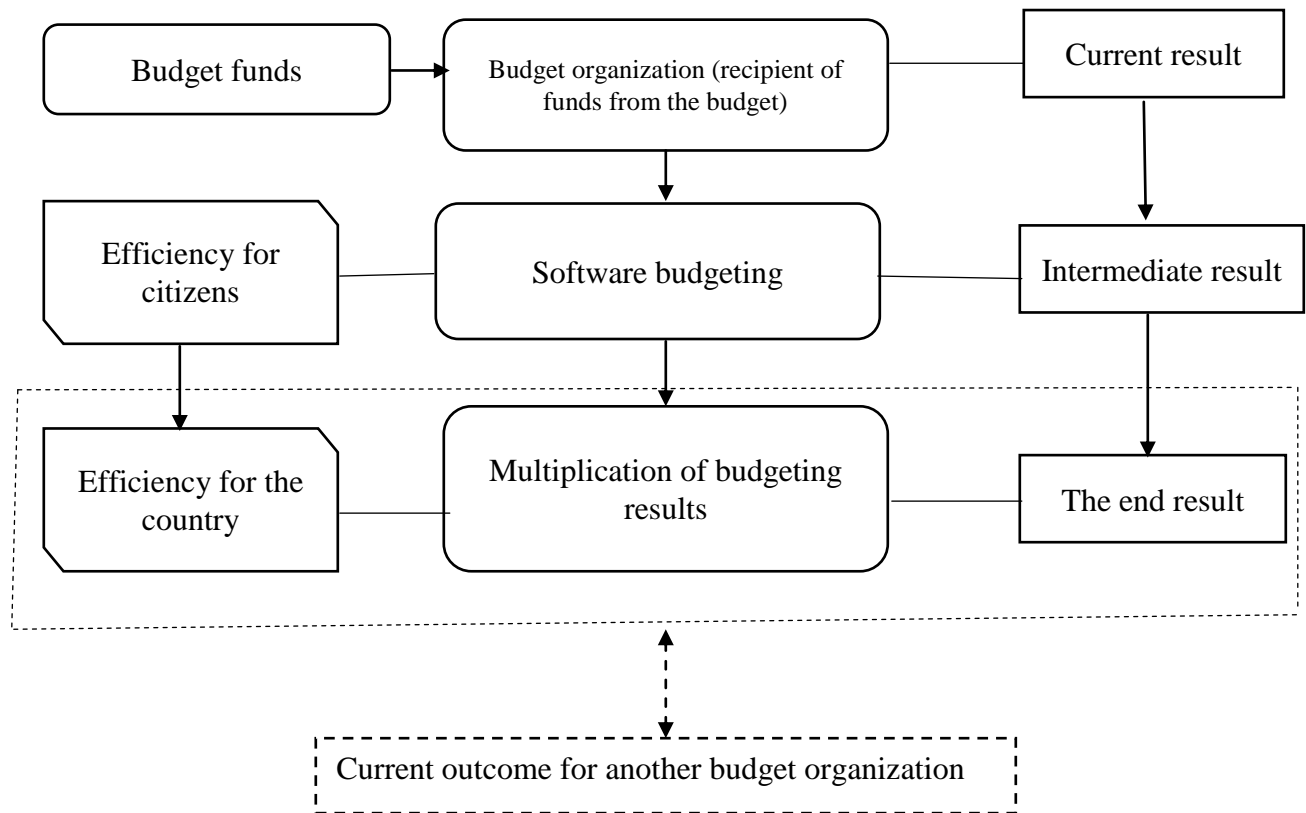 Budget funds
Budget organization (recipient of
funds from the budget)
Current result
Efficiency for
citizens
Software budgeting
Intermediate result
Efficiency for the
country
Multiplication of budgeting
results
The end result
Current outcome for another budget organization